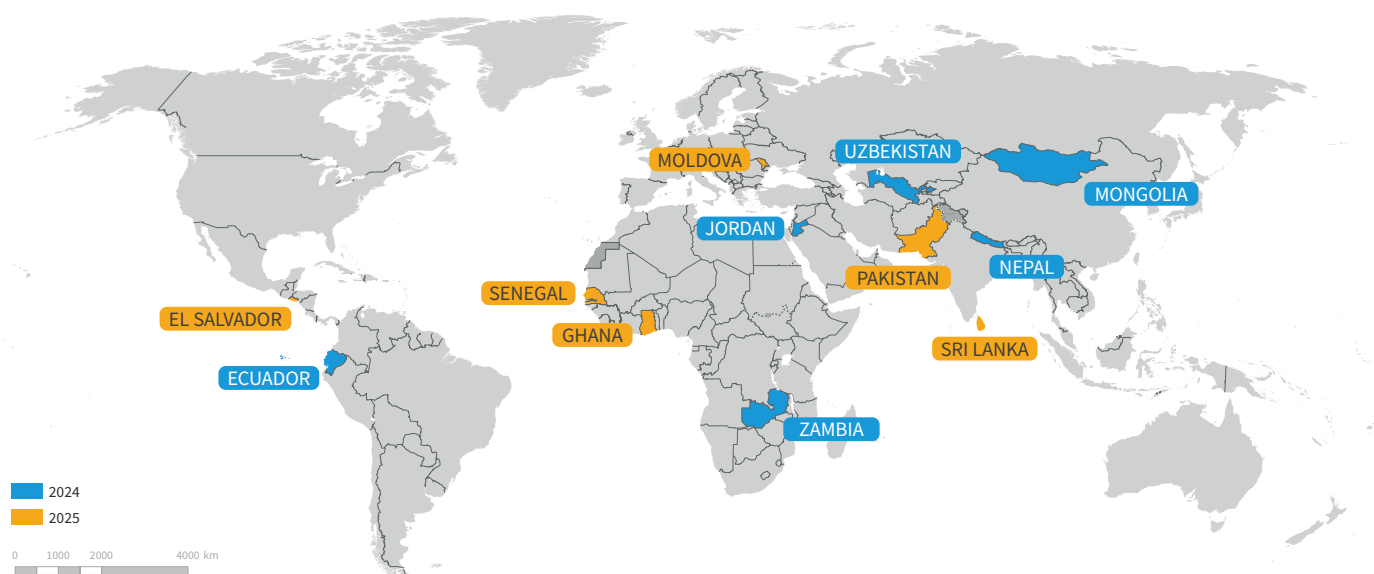 UZBEKISTAN
MOLDOVA
MONGOLIA
JORDAN
NEPAL
PAKISTAN
SENEGAL
EL SALVADOR
GHANA
SRI LANKA
ECUADOR
ZAMBIA
2024
2025
0 1000 2000 4000 km